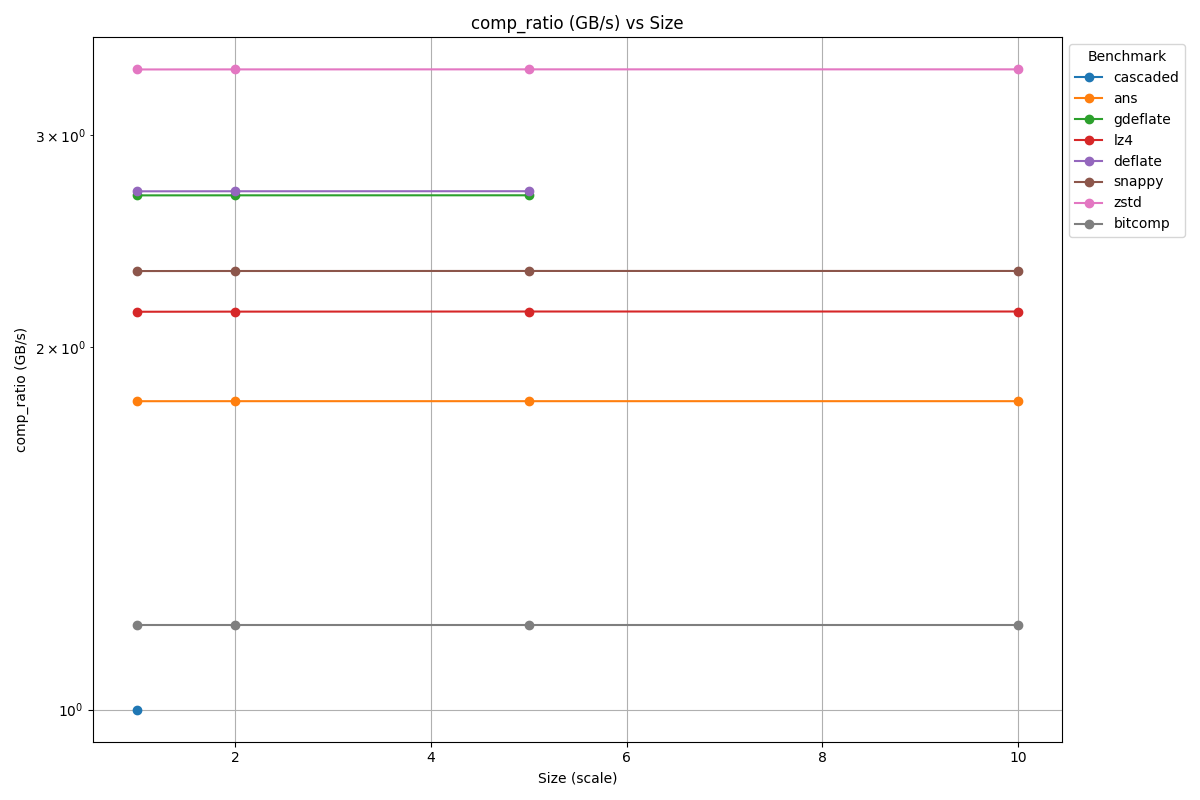 comp_ratio (GB/s) vs Size
comp_ratio (GB/s)
3 × 10⁰
2 × 10⁰
10⁰
2
4
6
8
10
Size (scale)
Benchmark
cascaded
ans
gdeflate
lz4
deflate
snappy
zstd
bitcomp